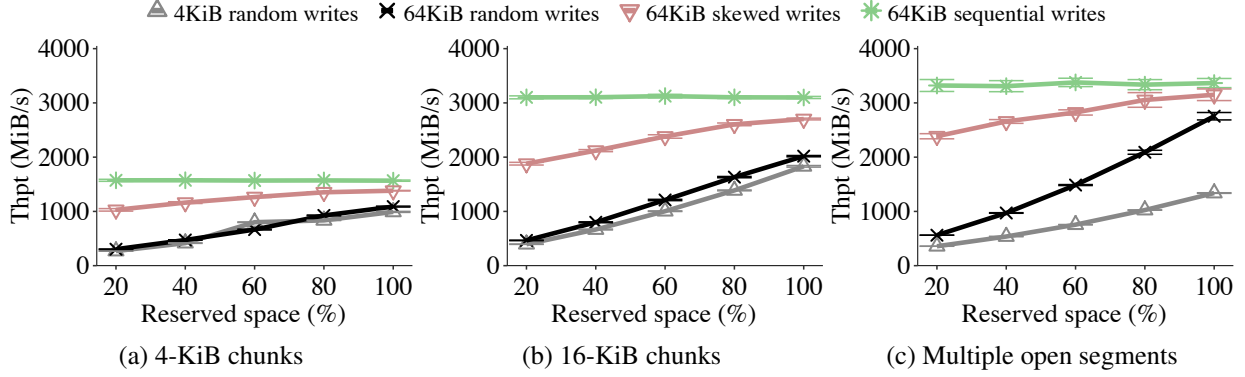 4KiB random writes 64KiB random writes 64KiB skewed writes 64KiB sequential writes
Thpt (MiB/s)
4000
3000
2000
1000
0
20 40 60 80 100
Reserved space (%)
(a) 4-KiB chunks
Thpt (MiB/s)
4000
3000
2000
1000
0
20 40 60 80 100
Reserved space (%)
(b) 16-KiB chunks
Thpt (MiB/s)
4000
3000
2000
1000
0
20 40 60 80 100
Reserved space (%)
(c) Multiple open segments